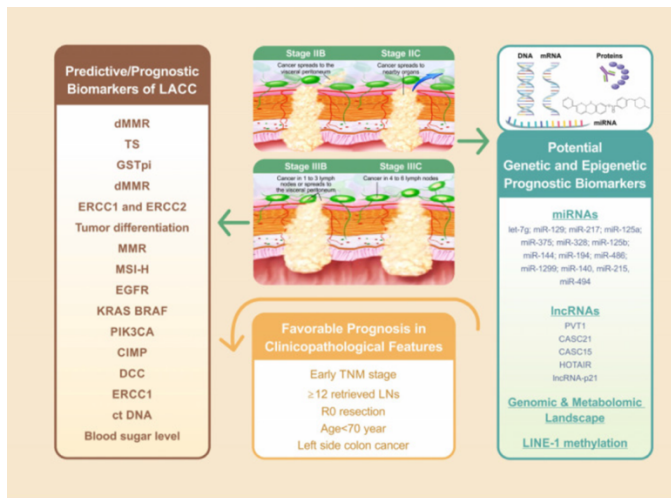 Predictive/Prognostic
Biomarkers of LACC
dMMR
TS
GSTpi
dMMR
ERCC1 and ERCC2
Tumor differentiation
MMR
MSI-H
EGFR
KRAS BRAF
PIK3CA
CIMP
DCC
ERCC1
ct DNA
Blood sugar level
Stage IIB
Cancer spreads to the
visceral peritoneum
Stage IIC
Cancer spreads to
nearby organs
Stage IIIB
Cancer in 1 to 3 lymph
nodes or spreads to
the visceral peritoneum
Stage IIIC
Cancer in 4 to 6 lymph nodes
Favorable Prognosis in
Clinicopathological Features
Early TNM stage
≥12 retrieved LNs
R0 resection
Age<70 year
Left side colon cancer
DNA mRNA Proteins
miRNA
Potential
Genetic and Epigenetic
Prognostic Biomarkers
miRNAs
let-7g; miR-129; miR-217; miR-125a;
miR-375; miR-328; miR-125b;
miR-144; miR-194; miR-486;
miR-1299; miR-140, miR-215,
miR-494
lncRNAs
PVT1
CASC21
CASC15
HOTAIR
lncRNA-p21
Genomic & Metabolomic
Landscape
LINE-1 methylation